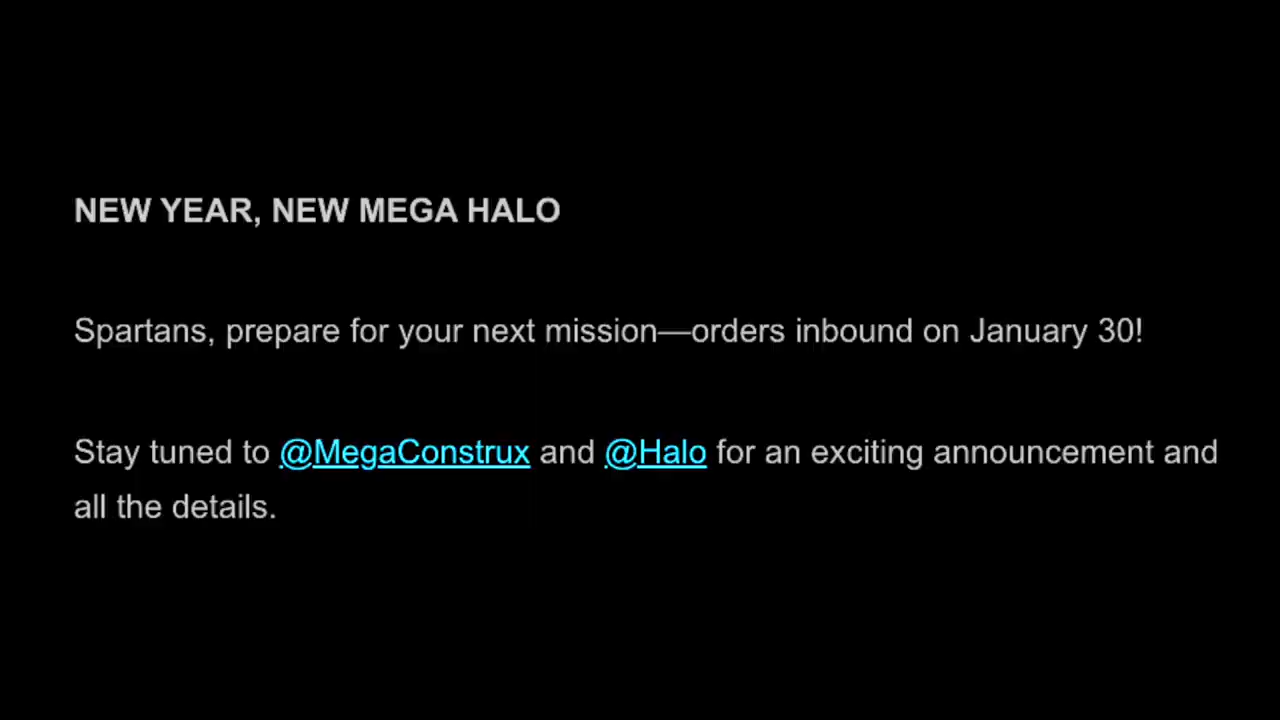 NEW YEAR, NEW MEGA HALO
Spartans, prepare for your next mission—orders inbound on January 30!
Stay tuned to @MegaConstrux and @Halo for an exciting announcement and
all the details.